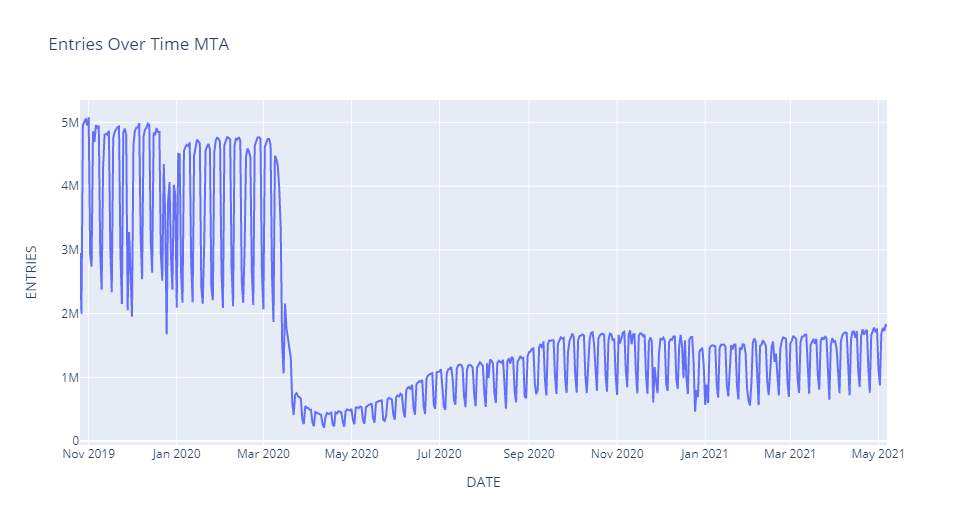 Entries Over Time MTA
5M
4M
3M
2M
1M
0
ENTRIES
Nov 2019 Jan 2020 Mar 2020 May 2020 Jul 2020 Sep 2020 Nov 2020 Jan 2021 Mar 2021 May 2021
DATE